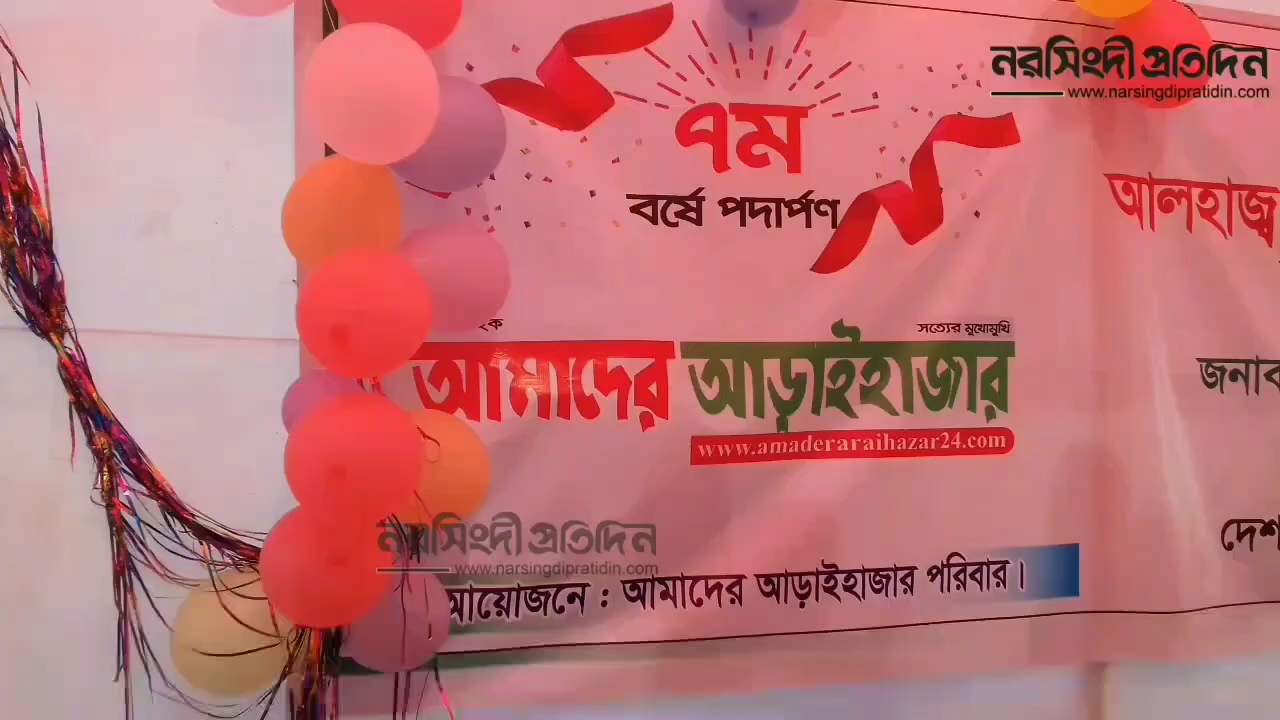 নরসিংদী প্রতিদিন
www.narsingdipratidin.com
৭ম
বর্ষে পদার্পণ
আলহাজ্ব
সত্যের মুখোমুখি
আমাদের আড়াইহাজার
www.amaderaraihazar24.com
নরসিংদী প্রতিদিন
www.narsingdipratidin.com
আয়োজনে : আমাদের আড়াইহাজার পরিবার।